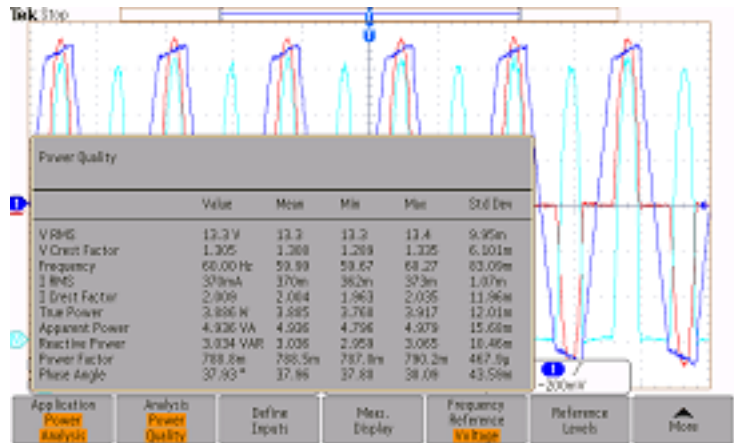 Tek Stop
Power Quality
Value Mean Min Max Std Dev
V RMS 13.3 V 13.3 13.3 13.4 9.95m
V Crest Factor 1.305 1.308 1.289 1.335 6.101m
Frequency 60.00 Hz 59.99 59.67 60.27 83.09m
I RMS 370mA 370m 362m 373m 1.07m
I Crest Factor 2.009 2.004 1.963 2.035 11.96m
True Power 3.886 W 3.885 3.768 3.917 12.01m
Apparent Power 4.936 VA 4.936 4.796 4.979 15.60m
Reactive Power 3.034 VAR 3.036 2.959 3.065 10.46m
Power Factor 788.8m 788.5m 787.0m 790.2m 467.9µ
Phase Angle 37.93 ° 37.96 37.80 38.09 43.59m
1
-200mV
Application
Power
Analysis
Analysis
Power
Quality
Define
Inputs
Meas.
Display
Frequency
Reference
Voltage
Reference
Levels
More